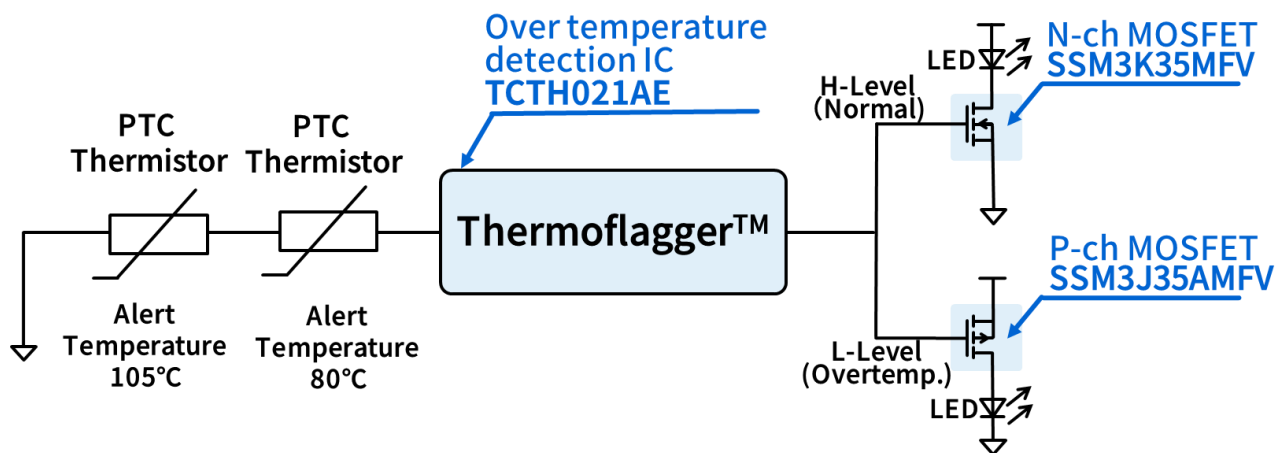 Over temperature
detection IC
TCTH021AE
N-ch MOSFET
SSM3K35MFV
LED
H-Level
(Normal)
PTC
Thermistor
PTC
Thermistor
Thermoflagger™
P-ch MOSFET
SSM3J35AMFV
Alert
Temperature
105℃
Alert
Temperature
80℃
L-Level
(Overtemp.)
LED